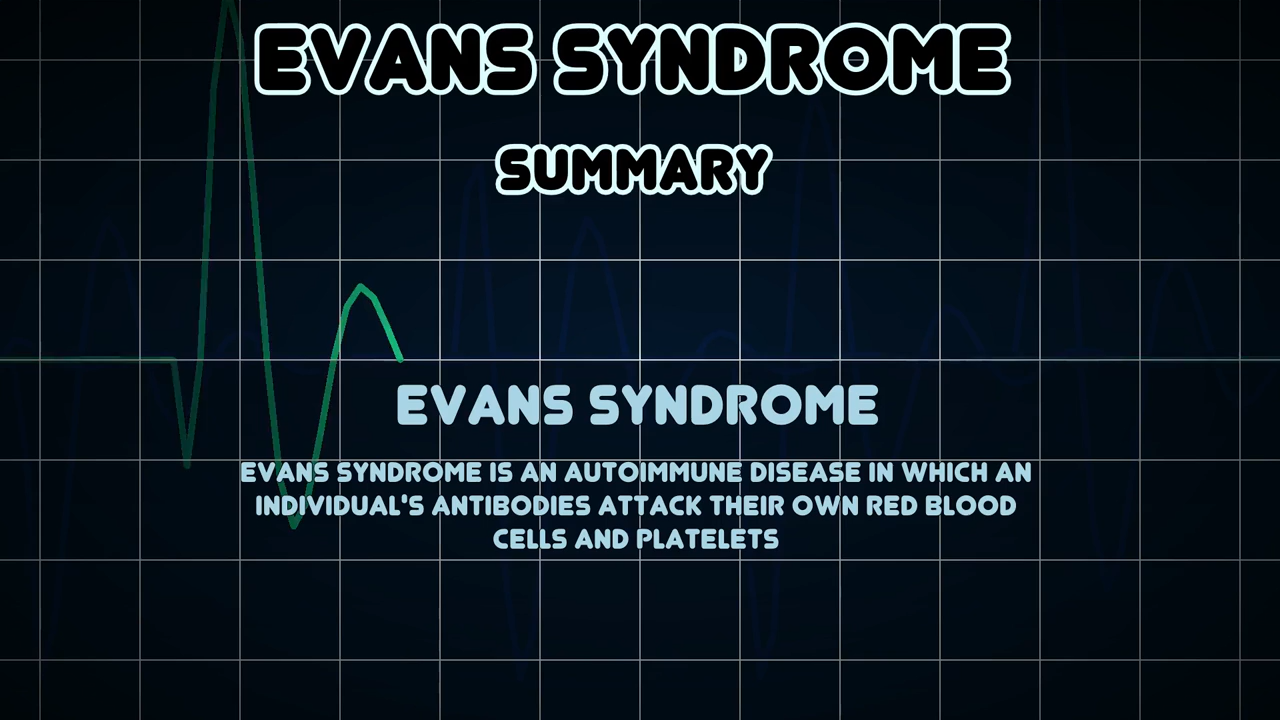 EVANS SYNDROME
SUMMARY
EVANS SYNDROME
EVANS SYNDROME IS AN AUTOIMMUNE DISEASE IN WHICH AN
INDIVIDUAL'S ANTIBODIES ATTACK THEIR OWN RED BLOOD
CELLS AND PLATELETS